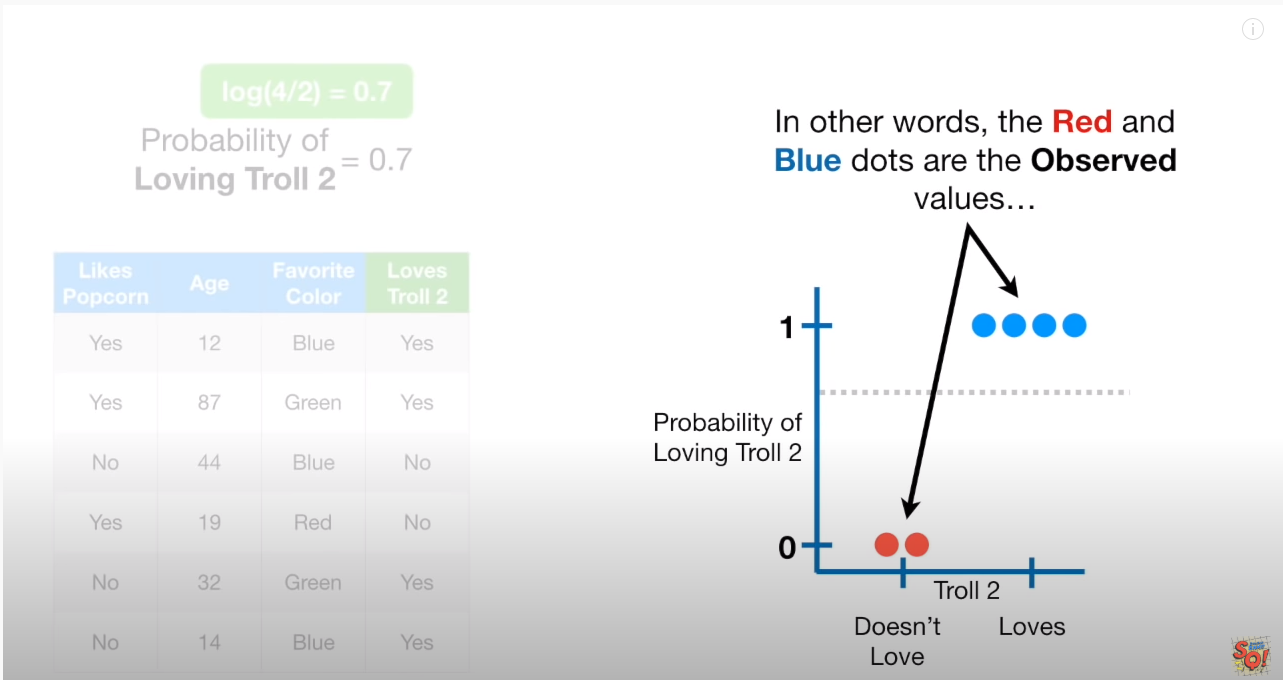 log(4/2) = 0.7
Probability of
Loving Troll 2 = 0.7
Likes Popcorn Age Favorite Color Loves Troll 2
Yes 12 Blue Yes
Yes 87 Green Yes
No 44 Blue No
Yes 19 Red No
No 32 Green Yes
No 14 Blue Yes
In other words, the Red and
Blue dots are the Observed
values…
1
Probability of
Loving Troll 2
0
Troll 2
Doesn't
Love
Loves
SQ!